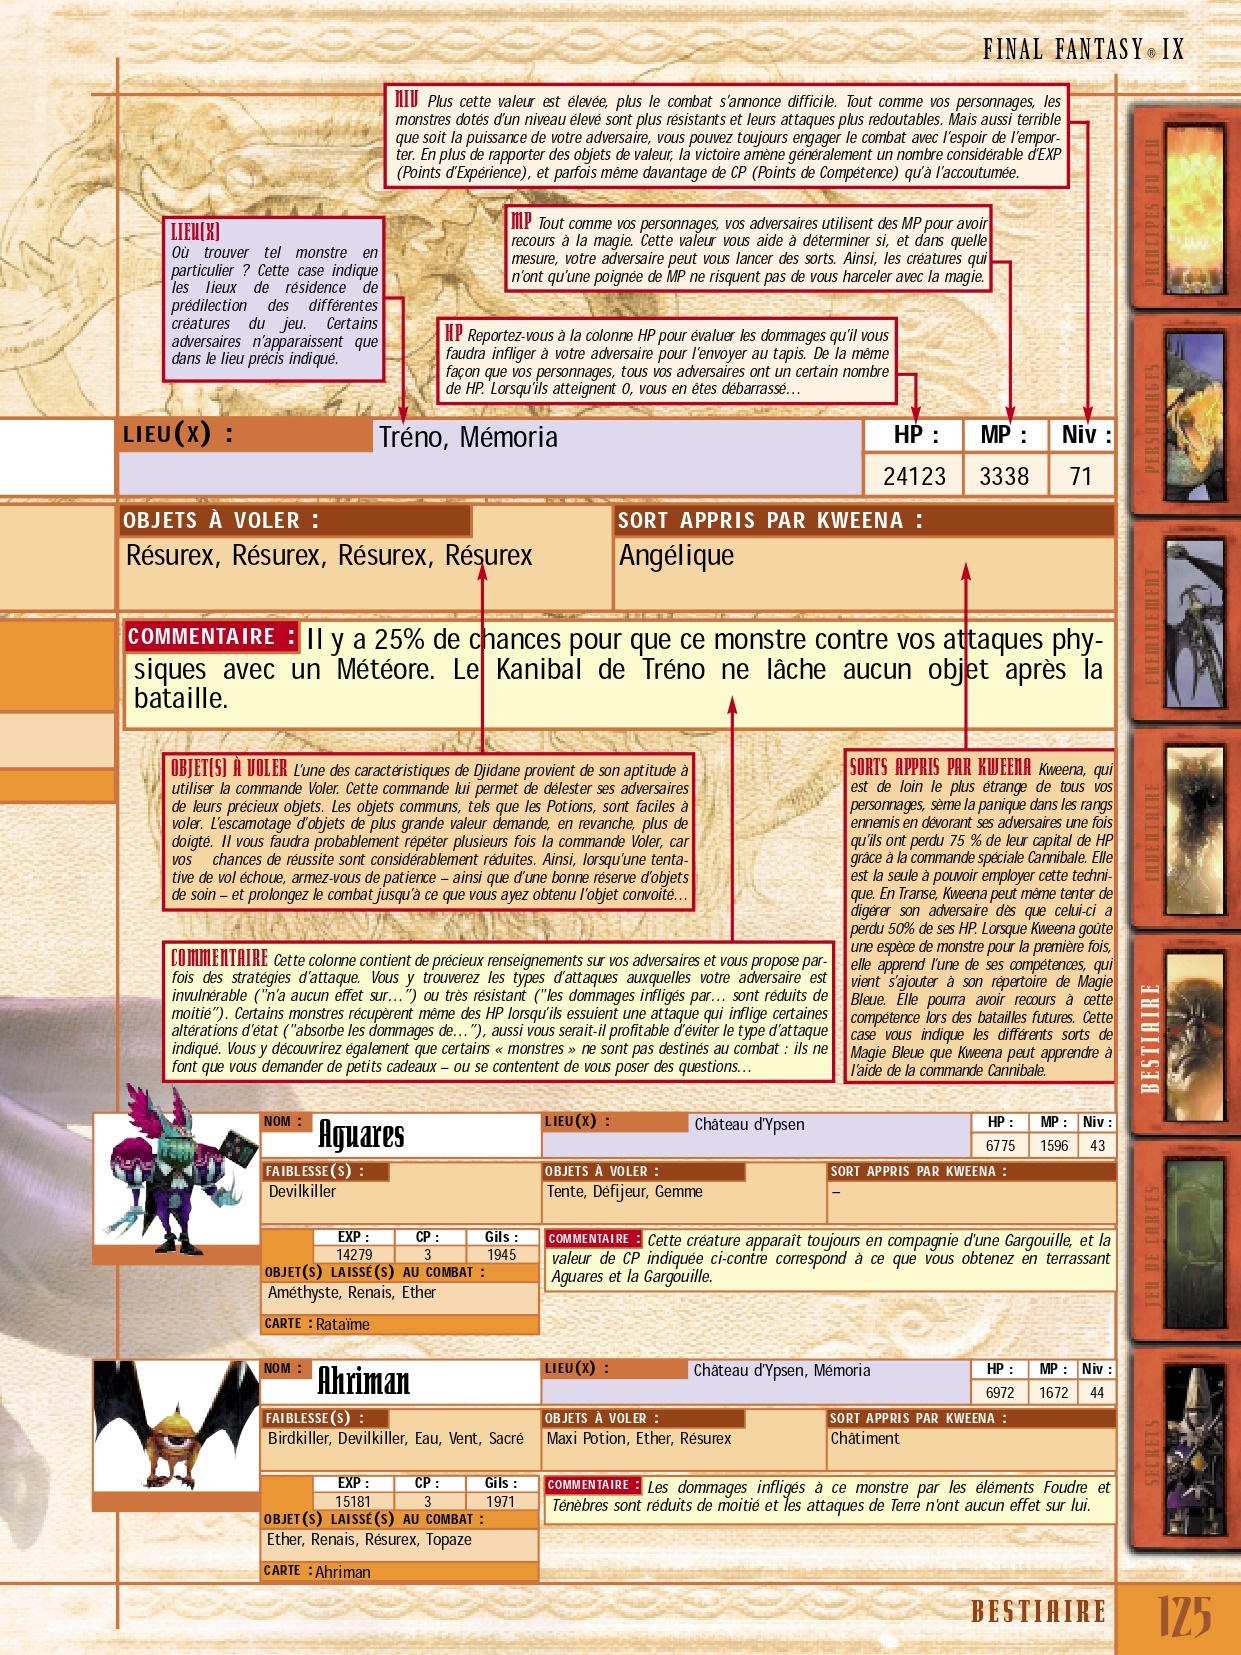 FINAL FANTASY® IX
NIV Plus cette valeur est élevée, plus le combat s'annonce difficile. Tout comme vos personnages, les
monstres dotés d'un niveau élevé sont plus résistants et leurs attaques plus redoutables. Mais aussi terrible
que soit la puissance de votre adversaire, vous pouvez toujours engager le combat avec l'espoir de l'empor-
ter. En plus de rapporter des objets de valeur, la victoire amène généralement un nombre considérable d'EXP
(Points d'Expérience), et parfois même davantage de CP (Points de Compétence) qu'à l'accoutumée.
LIEU(X)
Où trouver tel monstre en
particulier ? Cette case indique
les lieux de résidence de
prédilection des différentes
créatures du jeu. Certains
adversaires n'apparaissent que
dans le lieu précis indiqué.
MP Tout comme vos personnages, vos adversaires utilisent des MP pour avoir
recours à la magie. Cette valeur vous aide à déterminer si, et dans quelle
mesure, votre adversaire peut vous lancer des sorts. Ainsi, les créatures qui
n'ont qu'une poignée de MP ne risquent pas de vous harceler avec la magie.
HP Reportez-vous à la colonne HP pour évaluer les dommages qu'il vous
faudra infliger à votre adversaire pour l'envoyer au tapis. De la même
façon que vos personnages, tous vos adversaires ont un certain nombre
de HP. Lorsqu'ils atteignent 0, vous en êtes débarrassé…
LIEU(X) : Tréno, Mémoria HP : MP : Niv :
24123 3338 71
OBJETS À VOLER : SORT APPRIS PAR KWEENA :
Résurex, Résurex, Résurex, Résurex Angélique
COMMENTAIRE : Il y a 25% de chances pour que ce monstre contre vos attaques phy-
siques avec un Météore. Le Kanibal de Tréno ne lâche aucun objet après la
bataille.
OBJET(S) À VOLER L'une des caractéristiques de Djidane provient de son aptitude à
utiliser la commande Voler. Cette commande lui permet de délester ses adversaires
de leurs précieux objets. Les objets communs, tels que les Potions, sont faciles à
voler. L'escamotage d'objets de plus grande valeur demande, en revanche, plus de
doigté. Il vous faudra probablement répéter plusieurs fois la commande Voler, car
vos chances de réussite sont considérablement réduites. Ainsi, lorsqu'une tenta-
tive de vol échoue, armez-vous de patience – ainsi que d'une bonne réserve d'objets
de soin – et prolongez le combat jusqu'à ce que vous ayez obtenu l'objet convoité…
SORTS APPRIS PAR KWEENA Kweena, qui
est de loin le plus étrange de tous vos
personnages, sème la panique dans les rangs
ennemis en dévorant ses adversaires une fois
qu'ils ont perdu 75 % de leur capital de HP
grâce à la commande spéciale Cannibale. Elle
est la seule à pouvoir employer cette techni-
que. En Transe, Kweena peut même tenter de
digérer son adversaire dès que celui-ci a
perdu 50% de ses HP. Lorsque Kweena goûte
une espèce de monstre pour la première fois,
elle apprend l'une de ses compétences, qui
vient s'ajouter à son répertoire de Magie
Bleue. Elle pourra avoir recours à cette
compétence lors des batailles futures. Cette
case vous indique les différents sorts de
Magie Bleue que Kweena peut apprendre à
l'aide de la commande Cannibale.
COMMENTAIRE Cette colonne contient de précieux renseignements sur vos adversaires et vous propose par-
fois des stratégies d'attaque. Vous y trouverez les types d'attaques auxquelles votre adversaire est
invulnérable ("n'a aucun effet sur…") ou très résistant ("les dommages infligés par… sont réduits de
moitié"). Certains monstres récupèrent même des HP lorsqu'ils essuient une attaque qui inflige certaines
altérations d'état ("absorbe les dommages de…"), aussi vous serait-il profitable d'éviter le type d'attaque
indiqué. Vous y découvrirez également que certains « monstres » ne sont pas destinés au combat : ils ne
font que vous demander de petits cadeaux – ou se contentent de vous poser des questions…
NOM : Aguares LIEU(X) : Château d'Ypsen HP : MP : Niv :
6775 1596 43
FAIBLESSE(S) : OBJETS À VOLER : SORT APPRIS PAR KWEENA :
Devilkiller Tente, Défijeur, Gemme –
EXP : CP : Gils :
14279 3 1945
OBJET(S) LAISSÉ(S) AU COMBAT :
Améthyste, Renais, Ether
CARTE : Rataïme
COMMENTAIRE : Cette créature apparaît toujours en compagnie d'une Gargouille, et la
valeur de CP indiquée ci-contre correspond à ce que vous obtenez en terrassant
Aguares et la Gargouille.
NOM : Ahriman LIEU(X) : Château d'Ypsen, Mémoria HP : MP : Niv :
6972 1672 44
FAIBLESSE(S) : OBJETS À VOLER : SORT APPRIS PAR KWEENA :
Birdkiller, Devilkiller, Eau, Vent, Sacré Maxi Potion, Ether, Résurex Châtiment
EXP : CP : Gils :
15181 3 1971
OBJET(S) LAISSÉ(S) AU COMBAT :
Ether, Renais, Résurex, Topaze
CARTE : Ahriman
COMMENTAIRE : Les dommages infligés à ce monstre par les éléments Foudre et
Ténèbres sont réduits de moitié et les attaques de Terre n'ont aucun effet sur lui.
PRINCIPES DU JEU
PERSONNAGES
CHEMINEMENT
INVENTAIRE
BESTIAIRE
JEU DE CARTES
SECRETS
BESTIAIRE 125